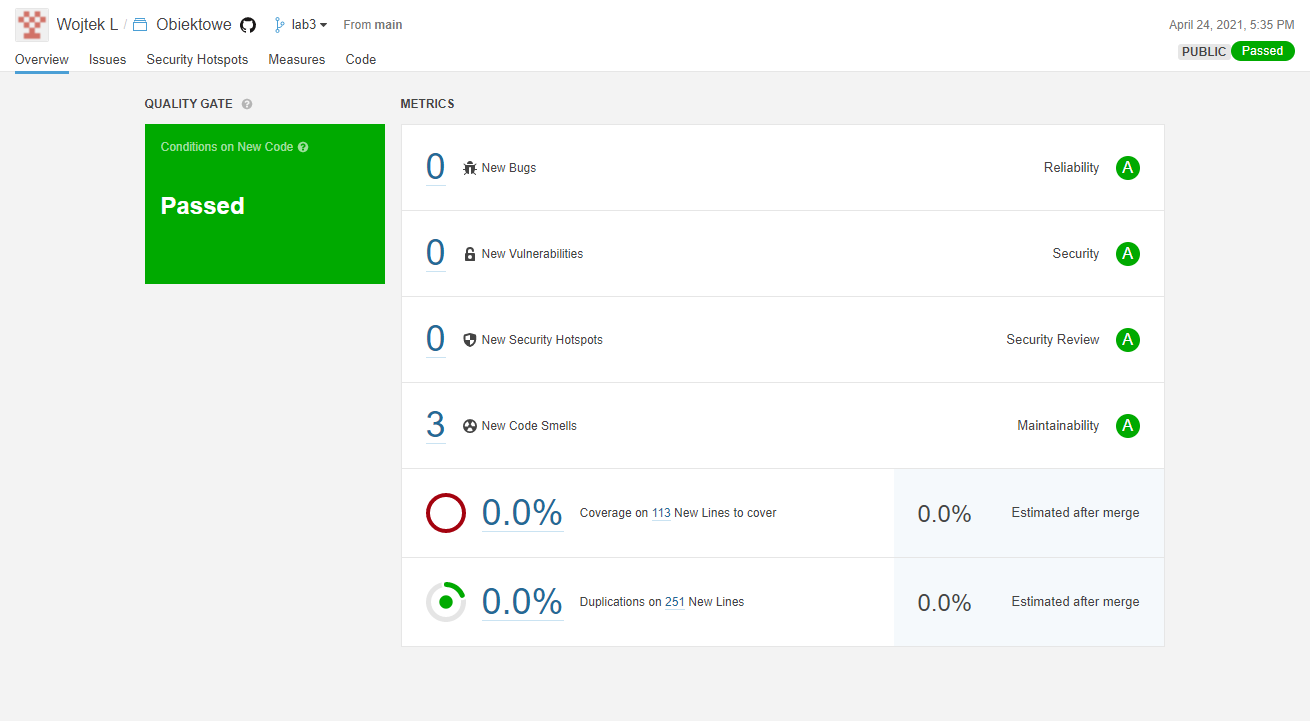 Wojtek L / Obiektowe lab3 From main
April 24, 2021, 5:35 PM
PUBLIC Passed
Overview Issues Security Hotspots Measures Code
QUALITY GATE ?
Conditions on New Code ?
Passed
METRICS
0 New Bugs Reliability A
0 New Vulnerabilities Security A
0 New Security Hotspots Security Review A
3 New Code Smells Maintainability A
0.0% Coverage on 113 New Lines to cover 0.0% Estimated after merge
0.0% Duplications on 251 New Lines 0.0% Estimated after merge